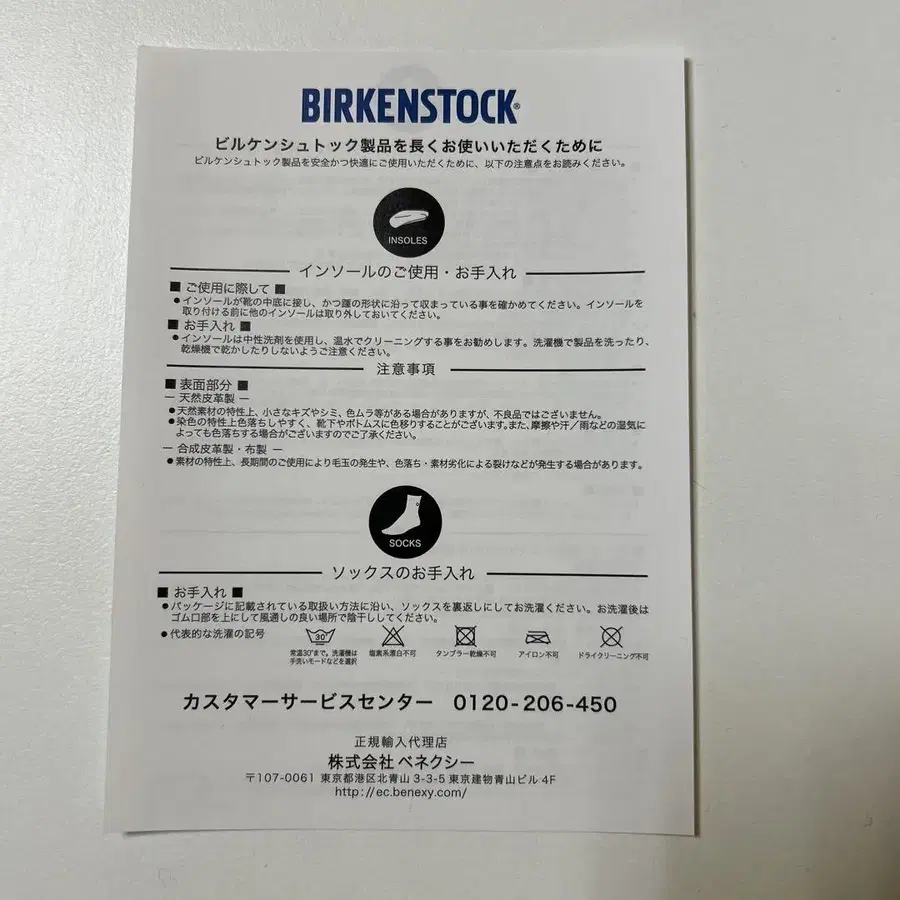 BIRKENSTOCK®
ビルケンシュトック製品を長くお使いいただくために
ビルケンシュトック製品を安全かつ快適にご使用いただくために、以下の注意点をお読みください。
INSOLES
インソールのご使用・お手入れ
■ ご使用に際して ■
●インソールが靴の中底に接し、かつ踵の形状に沿って収まっている事を確かめてください。インソールを
取り付ける前に他のインソールは取り外しておいてください。
■ お手入れ ■
●インソールは中性洗剤を使用し、温水でクリーニングする事をお勧めします。洗濯機で製品を洗ったり、
乾燥機で乾かしたりしないようご注意ください。
注意事項
■ 表面部分 ■
― 天然皮革製 ―
●天然素材の特性上、小さなキズやシミ、色ムラ等がある場合がありますが、不良品ではございません。
●染色の特性上色落ちしやすく、靴下やボトムスに色移りすることがございます。また、摩擦や汗／雨などの湿気に
よっても色落ちする場合がございますのでご了承ください。
― 合成皮革製・布製 ―
●素材の特性上、長期間のご使用により毛玉の発生や、色落ち・素材劣化による裂けなどが発生する場合があります。
SOCKS
ソックスのお手入れ
■ お手入れ ■
●パッケージに記載されている取扱い方法に沿い、ソックスを裏返しにしてお洗濯ください。お洗濯後は
ゴム口部を上にして風通しの良い場所で陰干ししてください。
●代表的な洗濯の記号
30°
常温30°まで。洗濯機は
手洗いモードなどを選択
塩素系漂白不可
タンブラー乾燥不可
アイロン不可
ドライクリーニング不可
カスタマーサービスセンター 0120-206-450
正規輸入代理店
株式会社 ベネクシー
〒107-0061 東京都港区北青山 3-3-5 東京建物青山ビル 4F
http://ec.benexy.com/